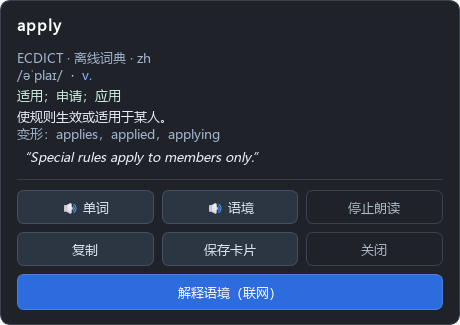 apply
ECDICT · 离线词典 · zh
/əˈplaɪ/ · v.
适用；申请；应用
使规则生效或适用于某人。
变形：applies，applied，applying
“Special rules apply to members only.”
单词
语境
停止朗读
复制
保存卡片
关闭
解释语境（联网）